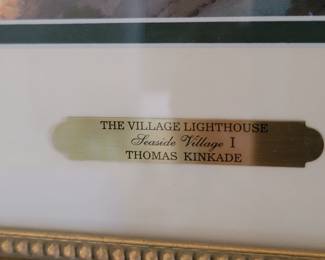 THE VILLAGE LIGHTHOUSE
Seaside Village I
THOMAS KINKADE